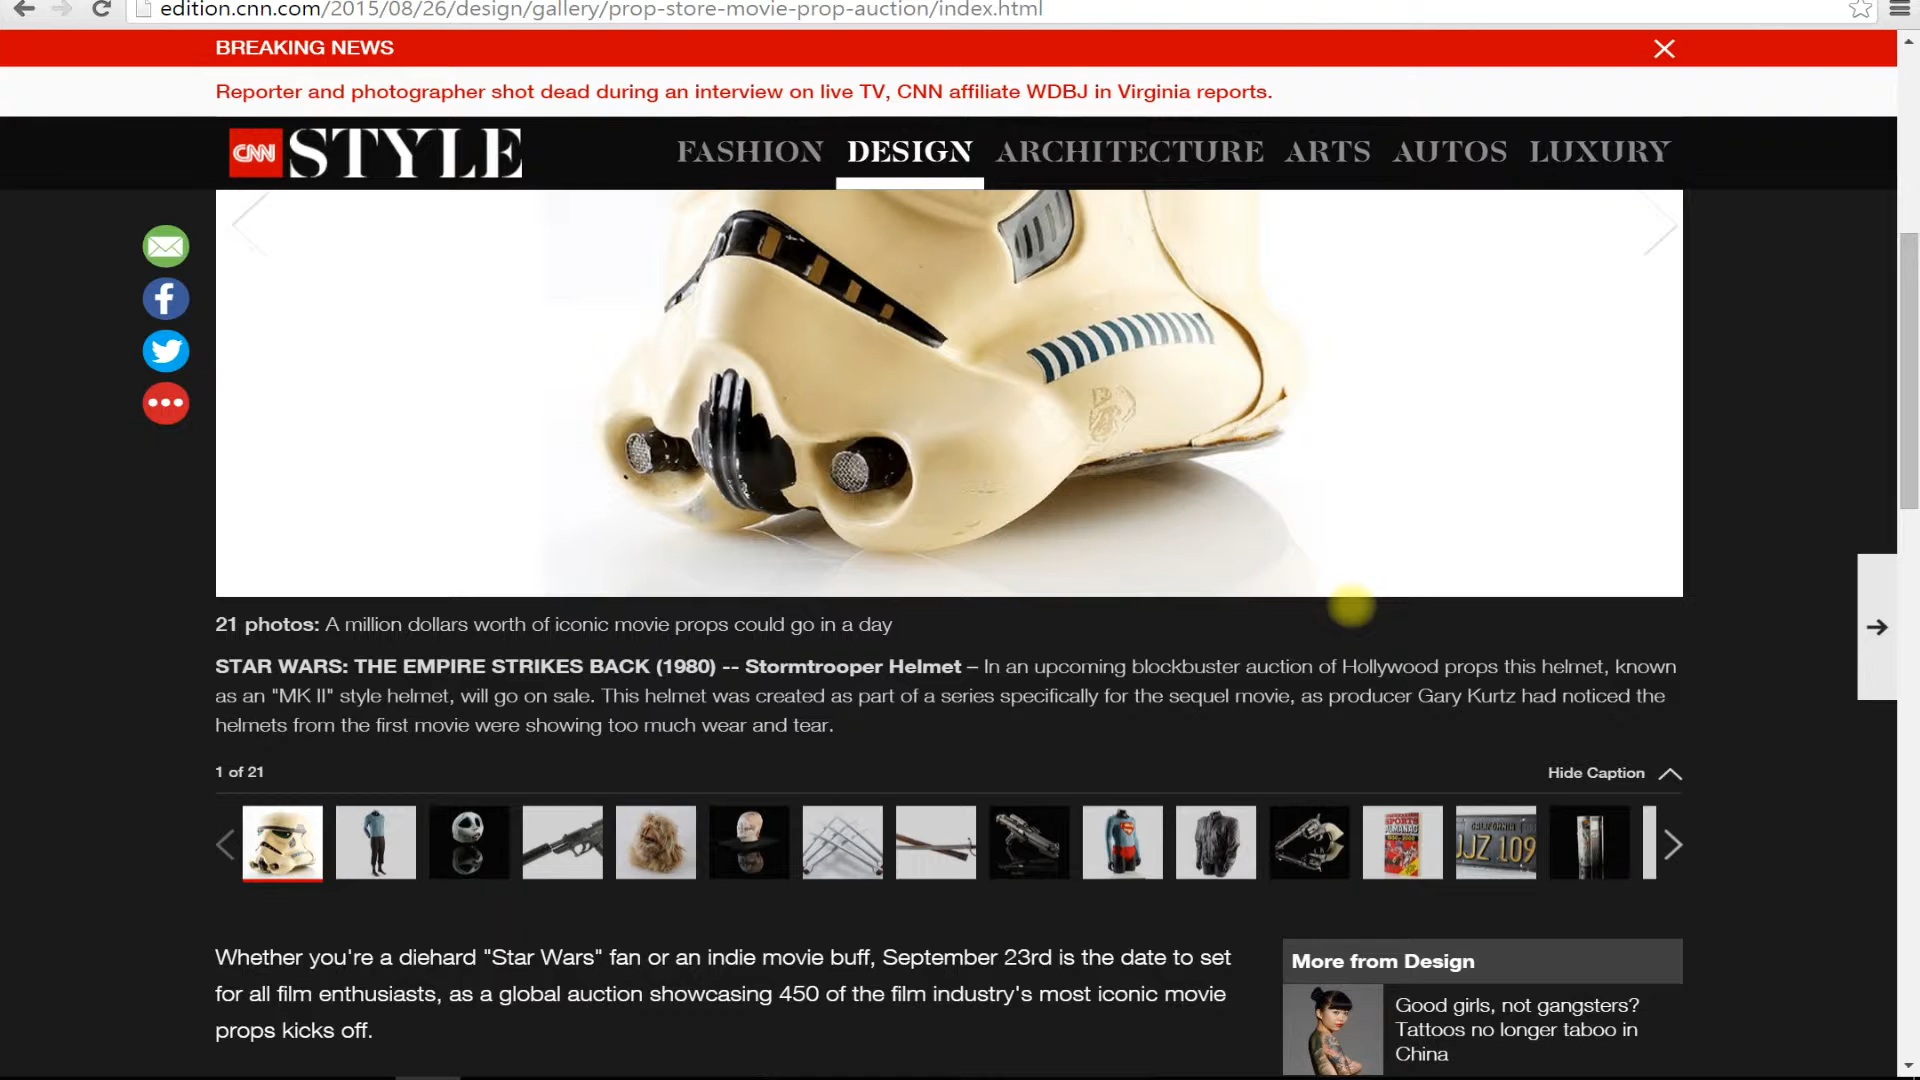 edition.cnn.com/2015/08/26/design/gallery/prop-store-movie-prop-auction/index.html
BREAKING NEWS
Reporter and photographer shot dead during an interview on live TV, CNN affiliate WDBJ in Virginia reports.
CNN STYLE FASHION DESIGN ARCHITECTURE ARTS AUTOS LUXURY
21 photos: A million dollars worth of iconic movie props could go in a day
STAR WARS: THE EMPIRE STRIKES BACK (1980) -- Stormtrooper Helmet – In an upcoming blockbuster auction of Hollywood props this helmet, known
as an "MK II" style helmet, will go on sale. This helmet was created as part of a series specifically for the sequel movie, as producer Gary Kurtz had noticed the
helmets from the first movie were showing too much wear and tear.
1 of 21
Hide Caption
SPORTS
ALMANAC
CALIFORNIA
JJZ 109
Whether you're a diehard "Star Wars" fan or an indie movie buff, September 23rd is the date to set
for all film enthusiasts, as a global auction showcasing 450 of the film industry's most iconic movie
props kicks off.
More from Design
Good girls, not gangsters?
Tattoos no longer taboo in
China